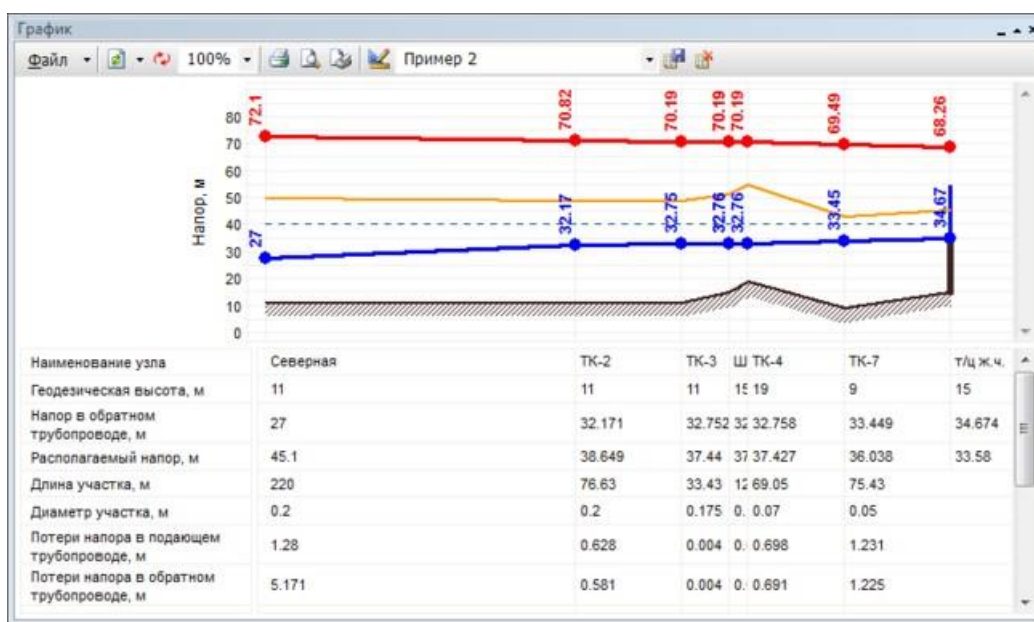 График
Файл 100% Пример 2
72.1 70.82 70.19 70.19 70.19 69.49 68.26
80
70
60
50
40
30
20
10
0
Напор, м
27 32.17 32.75 32.76 32.76 33.45 34.67
Наименование узла Северная ТК-2 ТК-3 Ш ТК-4 ТК-7 т/ц ж.ч.
Геодезическая высота, м 11 11 11 15 19 9 15
Напор в обратном
трубопроводе, м 27 32.171 32.752 32 32.758 33.449 34.674
Располагаемый напор, м 45.1 38.649 37.44 37 37.427 36.038 33.58
Длина участка, м 220 76.63 33.43 12 69.05 75.43
Диаметр участка, м 0.2 0.2 0.175 0. 0.07 0.05
Потери напора в подающем
трубопроводе, м 1.28 0.628 0.004 0. 0.698 1.231
Потери напора в обратном
трубопроводе, м 5.171 0.581 0.004 0. 0.691 1.225